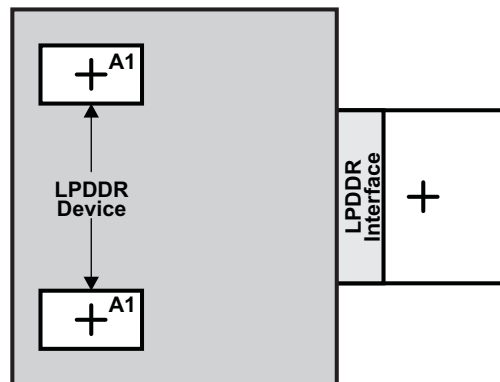 A1
LPDDR
Device
LPDDR
Interface
A1